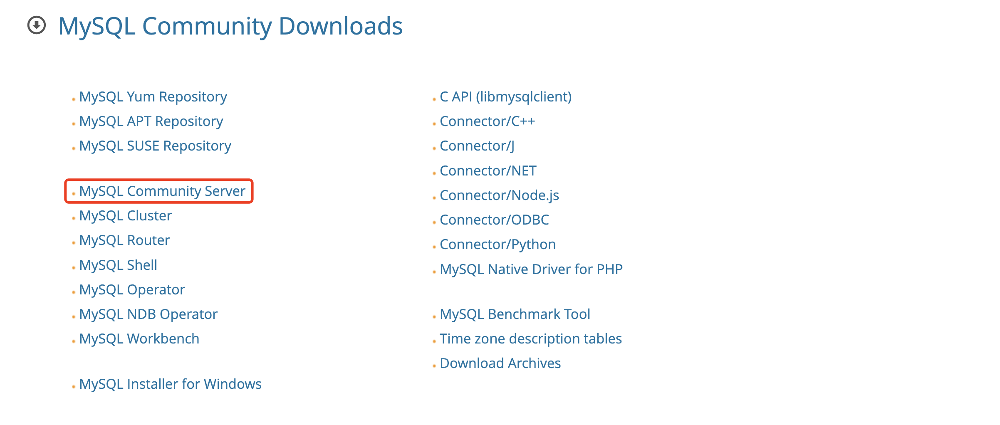 MySQL Community Downloads
MySQL Yum Repository
MySQL APT Repository
MySQL SUSE Repository
MySQL Community Server
MySQL Cluster
MySQL Router
MySQL Shell
MySQL Operator
MySQL NDB Operator
MySQL Workbench
MySQL Installer for Windows
C API (libmysqlclient)
Connector/C++
Connector/J
Connector/NET
Connector/Node.js
Connector/ODBC
Connector/Python
MySQL Native Driver for PHP
MySQL Benchmark Tool
Time zone description tables
Download Archives